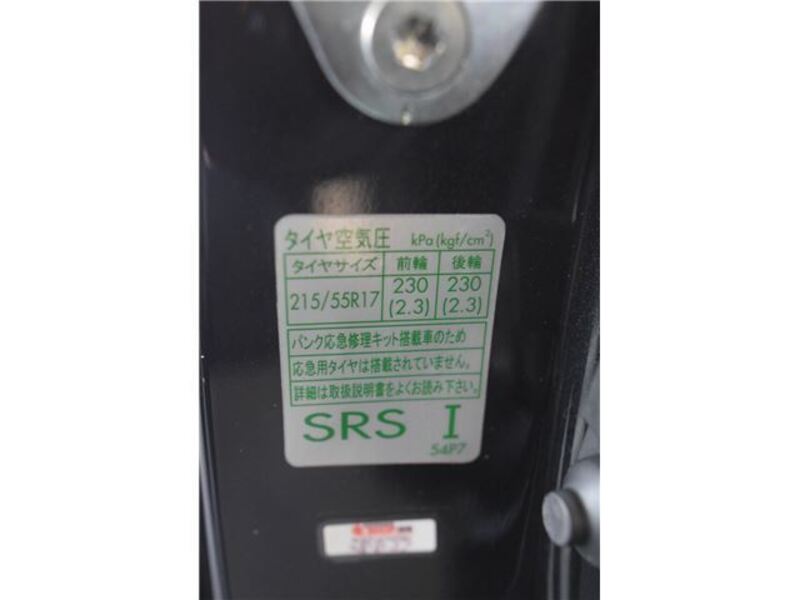 タイヤ空気圧 kPa(kgf/cm²)
タイヤサイズ 前輪 後輪
215/55R17 230 (2.3) 230 (2.3)
パンク応急修理キット搭載車のため
応急用タイヤは搭載されていません。
詳細は取扱説明書をよくお読み下さい。
SRS I
54P7